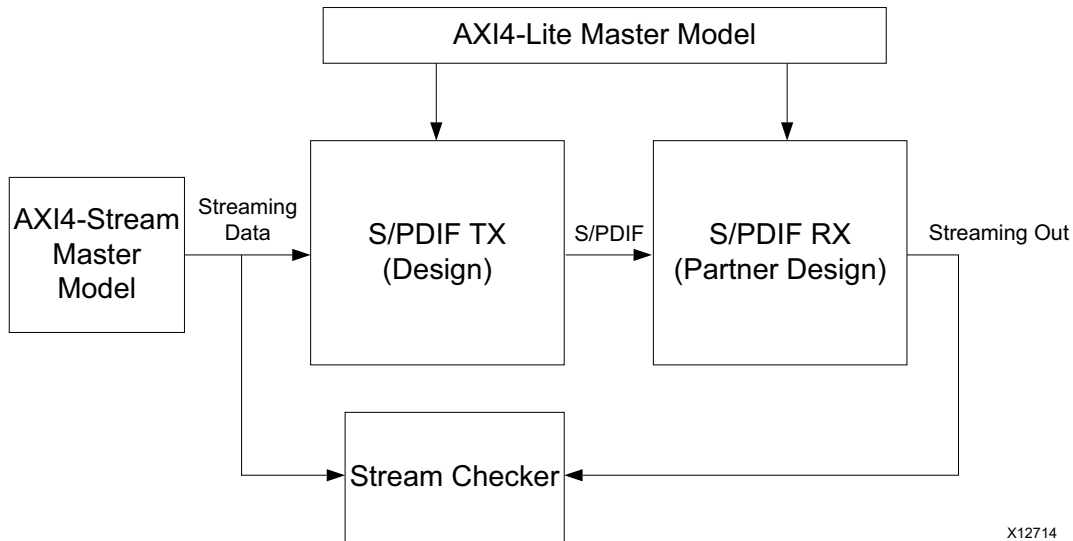 AXI4-Lite Master Model
AXI4-Stream
Master
Model
Streaming
Data
S/PDIF TX
(Design)
S/PDIF
S/PDIF RX
(Partner Design)
Streaming Out
Stream Checker
X12714